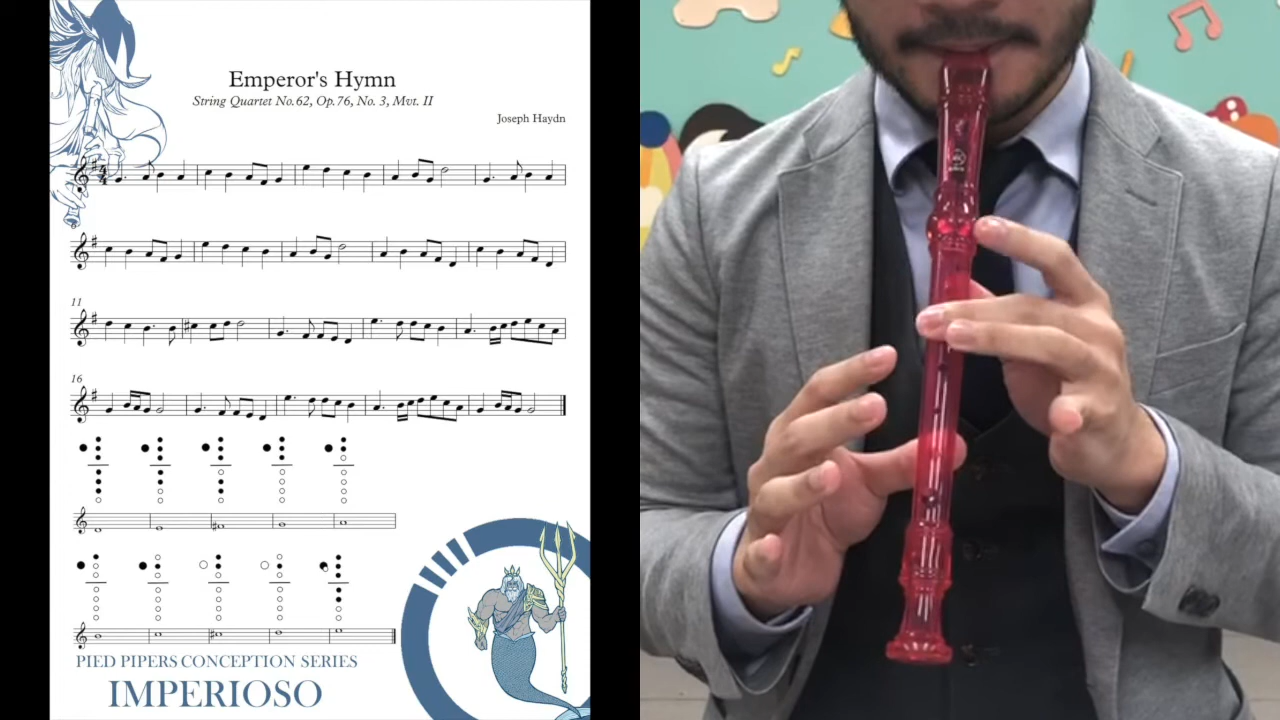 Emperor's Hymn
String Quartet No.62, Op.76, No. 3, Mvt. II
Joseph Haydn
6
11
16
PIED PIPERS CONCEPTION SERIES
IMPERIOSO